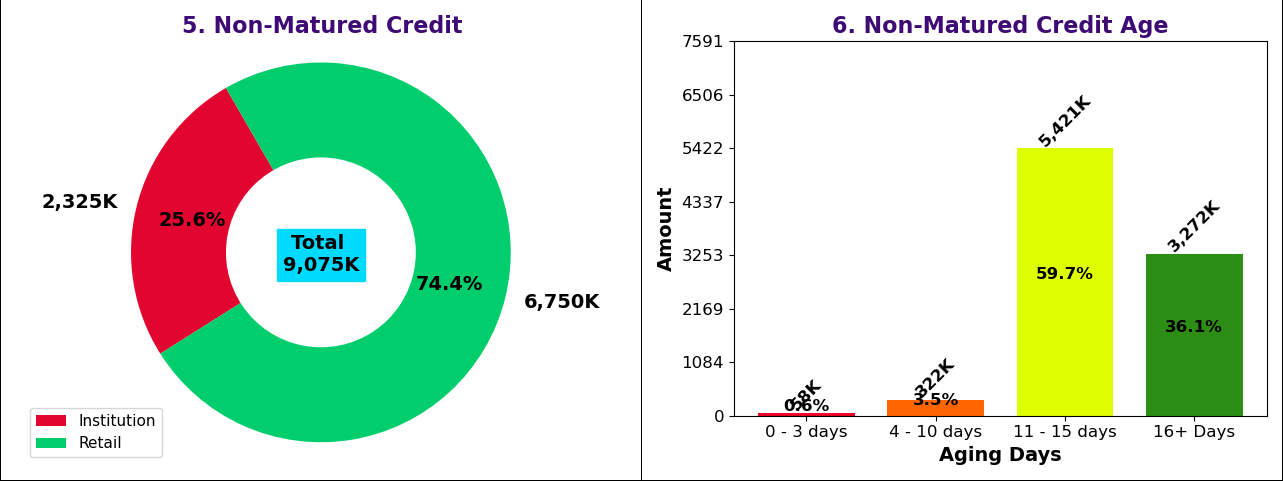 5. Non-Matured Credit
2,325K
25.6%
Total
9,075K
74.4%
6,750K
Institution
Retail
6. Non-Matured Credit Age
Amount
7591
6506
5422
4337
3253
2169
1084
0
58K
0.6%
322K
3.5%
5,421K
59.7%
3,272K
36.1%
0 - 3 days
4 - 10 days
11 - 15 days
16+ Days
Aging Days